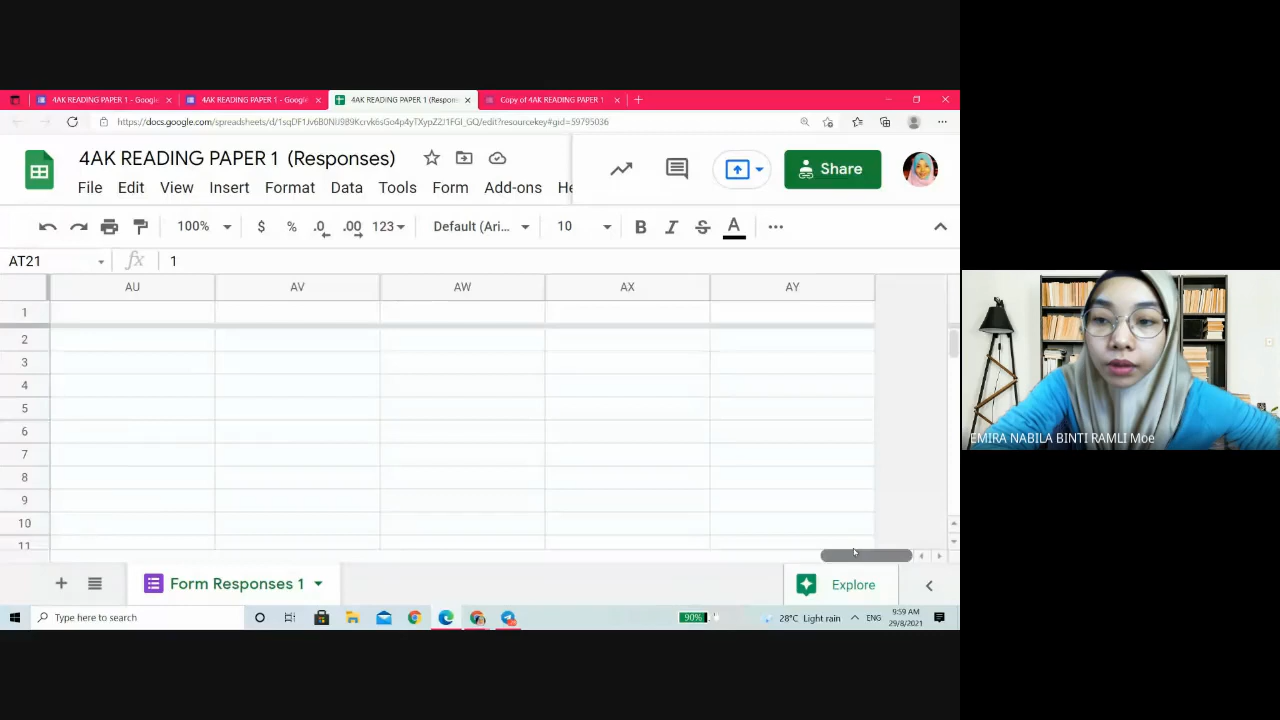 4AK READING PAPER 1 - Google
4AK READING PAPER 1 - Google
4AK READING PAPER 1 (Respon
Copy of 4AK READING PAPER 1
4AK READING PAPER 1 (Responses)
File Edit View Insert Format Data Tools Form Add-ons He
Share
100% $ % .0 .00 123 Default (Ari... 10 B I S A
AT21 fx 1
AU AV AW AX AY
1
2
3
4
5
6
7
8
9
10
11
Form Responses 1
Explore
Type here to search
90%
28°C Light rain
ENG
9:59 AM
29/8/2021
EMIRA NABILA BINTI RAMLI Moe